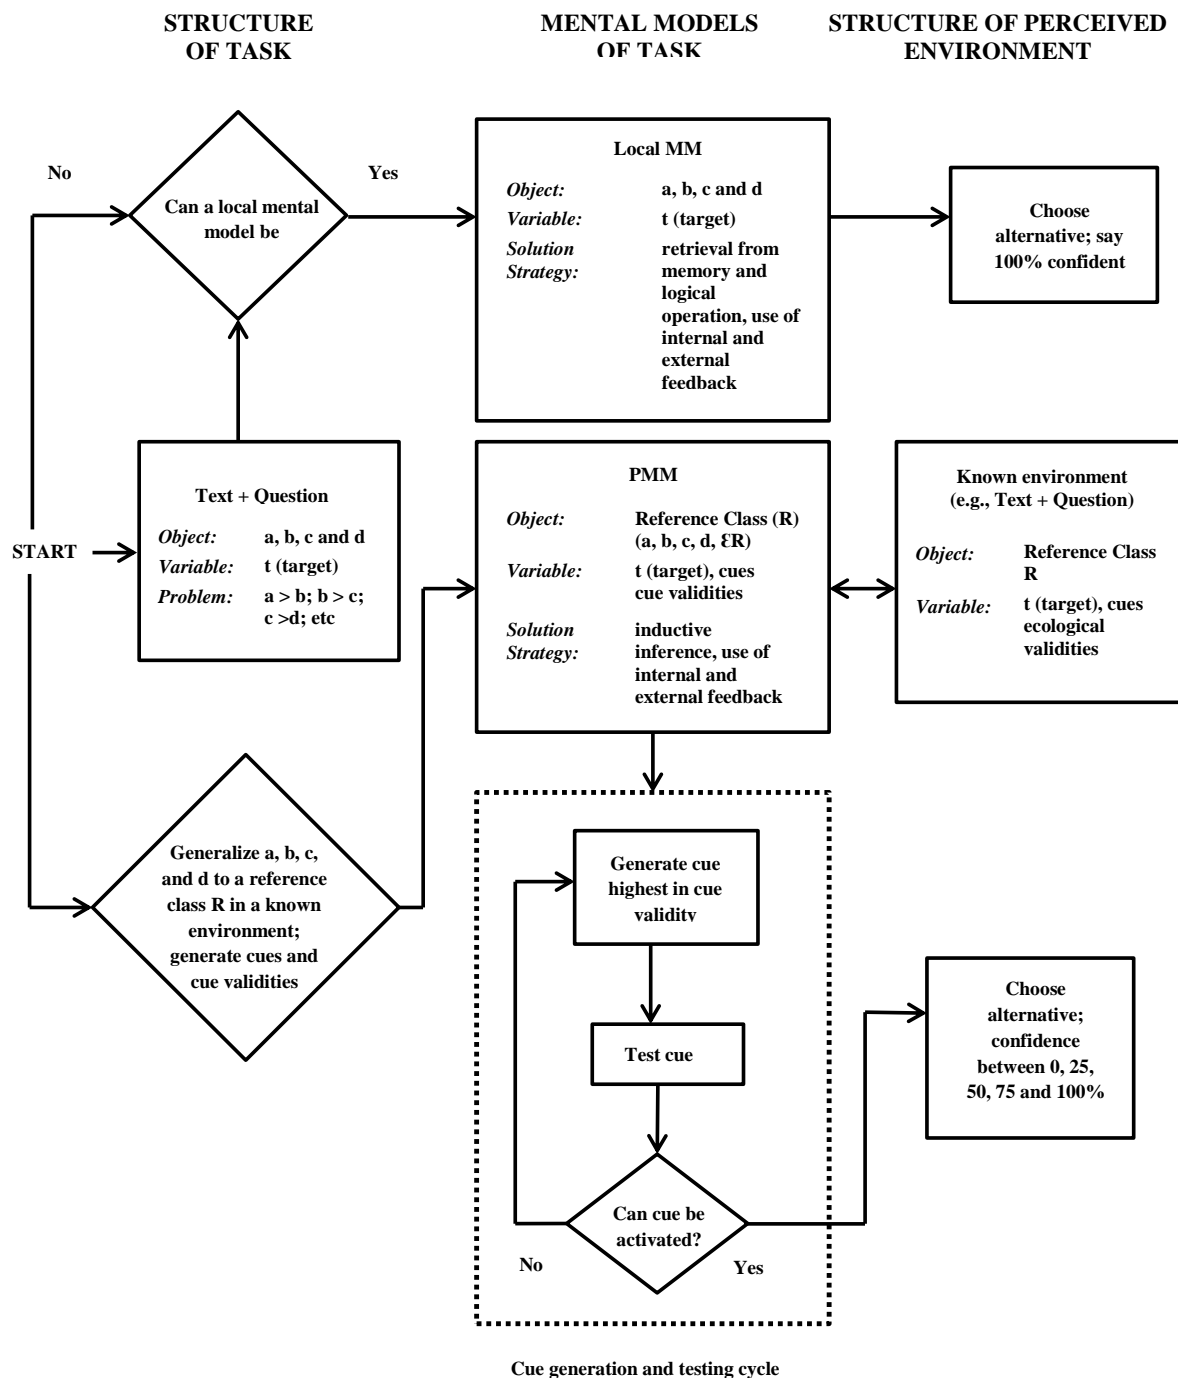 STRUCTURE
OF TASK
MENTAL MODELS
OF TASK
STRUCTURE OF PERCEIVED
ENVIRONMENT
No
Yes
Can a local mental
model be
Local MM
Object: a, b, c and d
Variable: t (target)
Solution retrieval from
Strategy: memory and
logical
operation, use of
internal and
external
feedback
Choose
alternative; say
100% confident
START
Text + Question
Object: a, b, c and d
Variable: t (target)
Problem: a > b; b > c;
c >d; etc
PMM
Object: Reference Class (R)
(a, b, c, d, ƐR)
Variable: t (target), cues
cue validities
Solution inductive
Strategy: inference, use of
internal and
external feedback
Known environment
(e.g., Text + Question)
Object: Reference Class
R
Variable: t (target), cues
ecological
validities
Generalize a, b, c,
and d to a reference
class R in a known
environment;
generate cues and
cue validities
Generate cue
highest in cue
validity
Test cue
Can cue be
activated?
No
Yes
Choose
alternative;
confidence
between 0, 25,
50, 75 and 100%
Cue generation and testing cycle